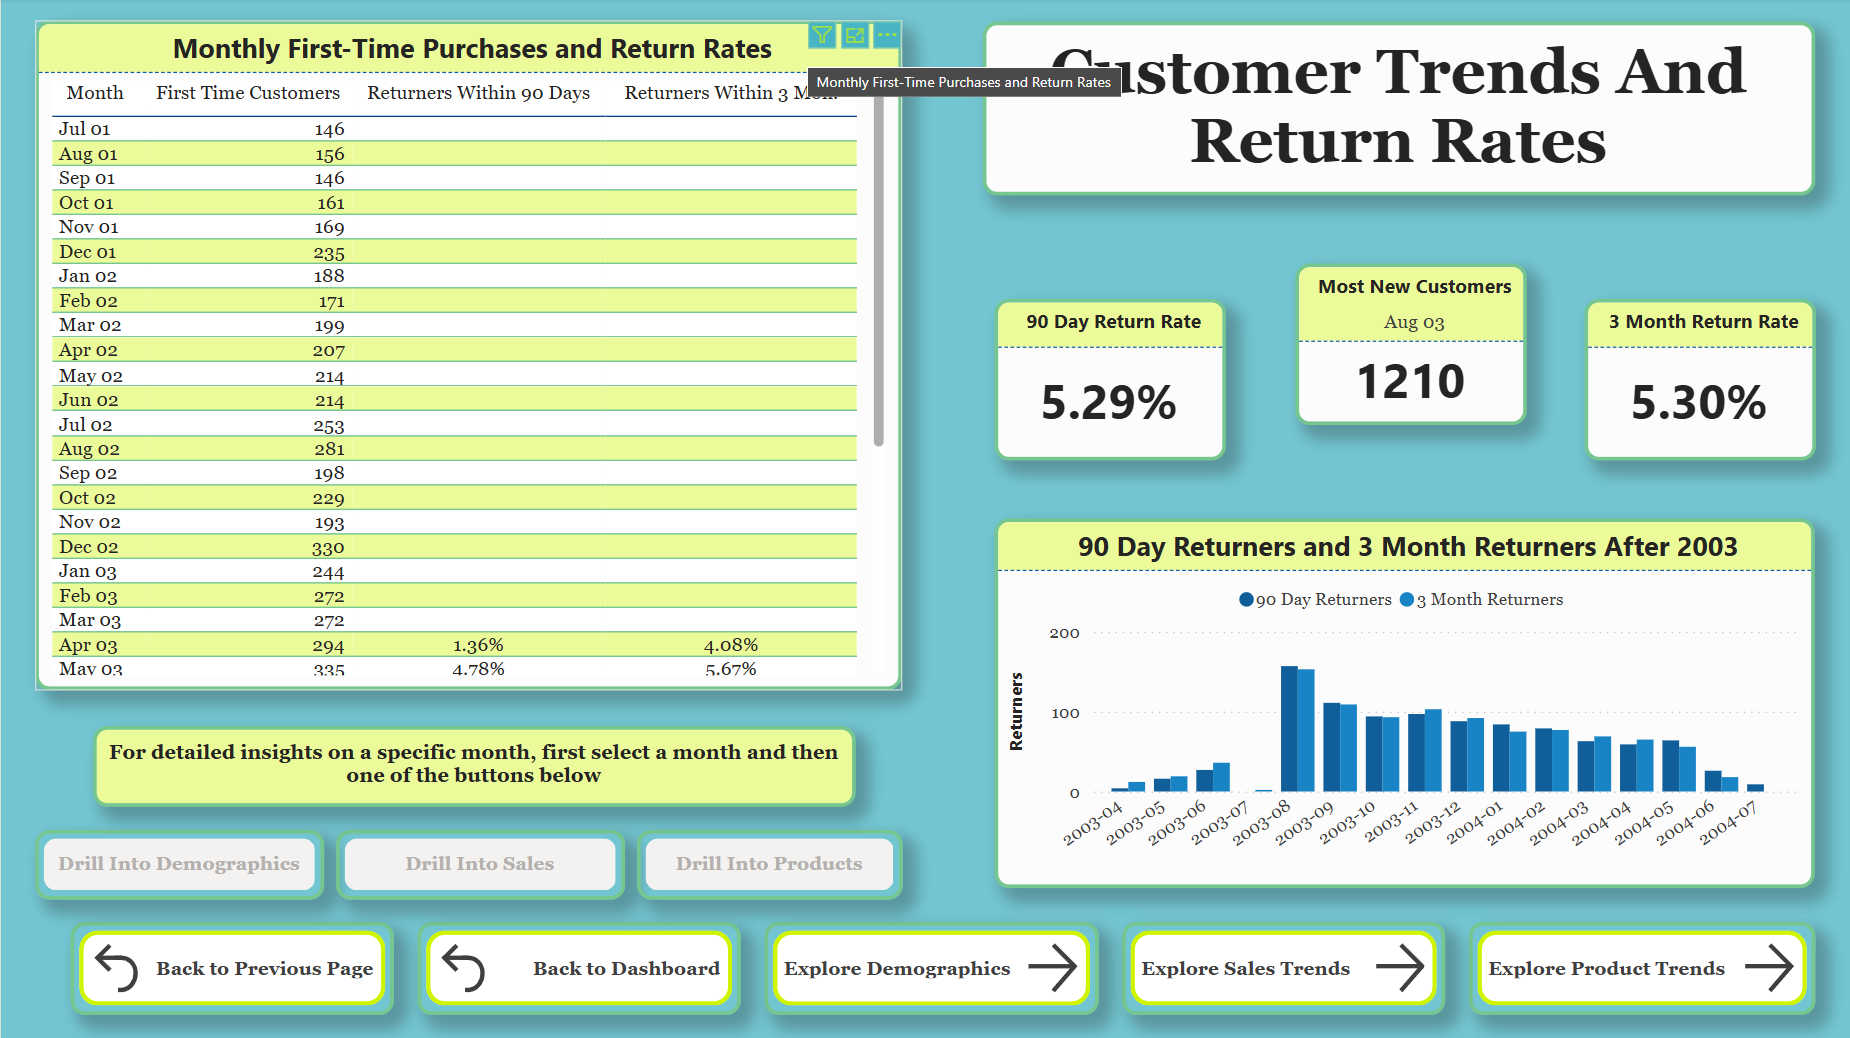 Monthly First-Time Purchases and Return Rates
Month First Time Customers Returners Within 90 Days Returners Within 3
Jul 01 146
Aug 01 156
Sep 01 146
Oct 01 161
Nov 01 169
Dec 01 235
Jan 02 188
Feb 02 171
Mar 02 199
Apr 02 207
May 02 214
Jun 02 214
Jul 02 253
Aug 02 281
Sep 02 198
Oct 02 229
Nov 02 193
Dec 02 330
Jan 03 244
Feb 03 272
Mar 03 272
Apr 03 294 1.36% 4.08%
May 03 335 4.78% 5.67%
Monthly First-Time Purchases and Return Rates
Customer Trends And
Return Rates
90 Day Return Rate
5.29%
Most New Customers
Aug 03
1210
3 Month Return Rate
5.30%
90 Day Returners and 3 Month Returners After 2003
90 Day Returners 3 Month Returners
Returners
200
100
0
2003-04 2003-05 2003-06 2003-07 2003-08 2003-09 2003-10 2003-11 2003-12 2004-01 2004-02 2004-03 2004-04 2004-05 2004-06 2004-07
For detailed insights on a specific month, first select a month and then
one of the buttons below
Drill Into Demographics
Drill Into Sales
Drill Into Products
Back to Previous Page
Back to Dashboard
Explore Demographics
Explore Sales Trends
Explore Product Trends